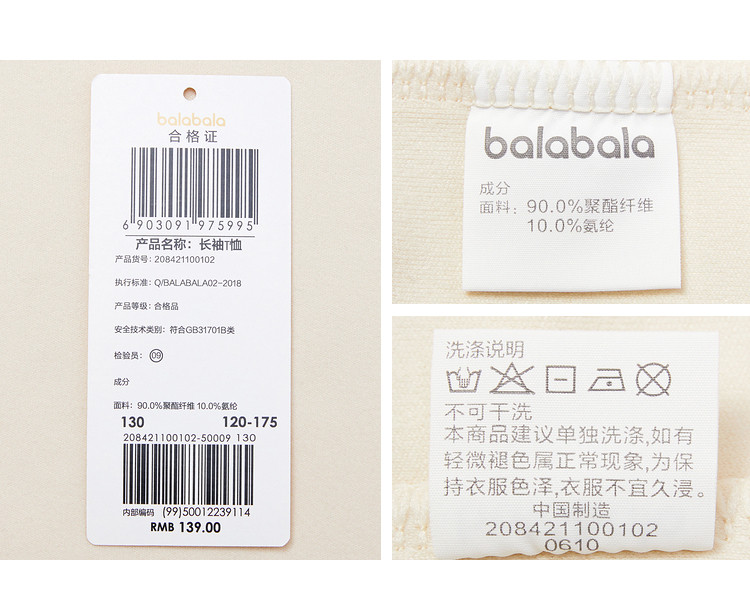 balabala
合格证
6 903091 975995
产品名称：长袖T恤
产品货号：208421100102
执行标准：Q/BALABALA02-2018
产品等级：合格品
安全技术类别：符合GB31701B类
检验员：09
成分
面料：90.0%聚酯纤维 10.0%氨纶
130 120-175
208421100102-50009 130
内部编码 (99)50012239114
RMB 139.00
balabala
成分
面料：90.0%聚酯纤维
10.0%氨纶
洗涤说明
不可干洗
本商品建议单独洗涤,如有
轻微褪色属正常现象,为保
持衣服色泽,衣服不宜久浸。
中国制造
208421100102
0610